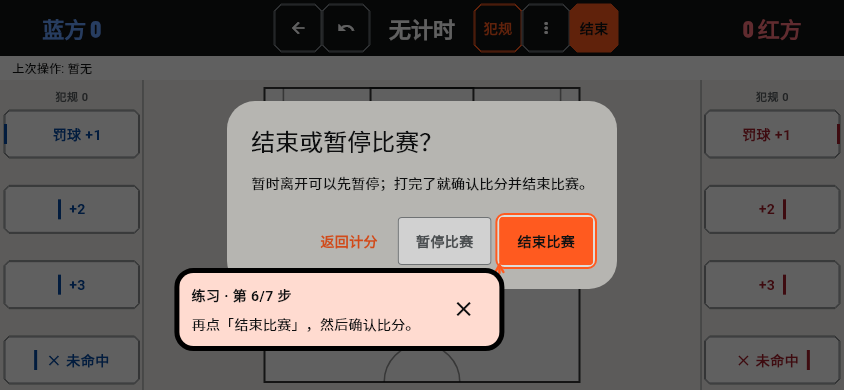 蓝方 0
无计时
犯规
结束
0 红方
上次操作: 暂无
犯规 0
罚球 +1
+2
+3
× 未命中
犯规 0
罚球 +1
+2
+3
× 未命中
结束或暂停比赛?
暂时离开可以先暂停；打完了就确认比分并结束比赛。
返回计分
暂停比赛
结束比赛
练习 · 第 6/7 步
再点「结束比赛」，然后确认比分。